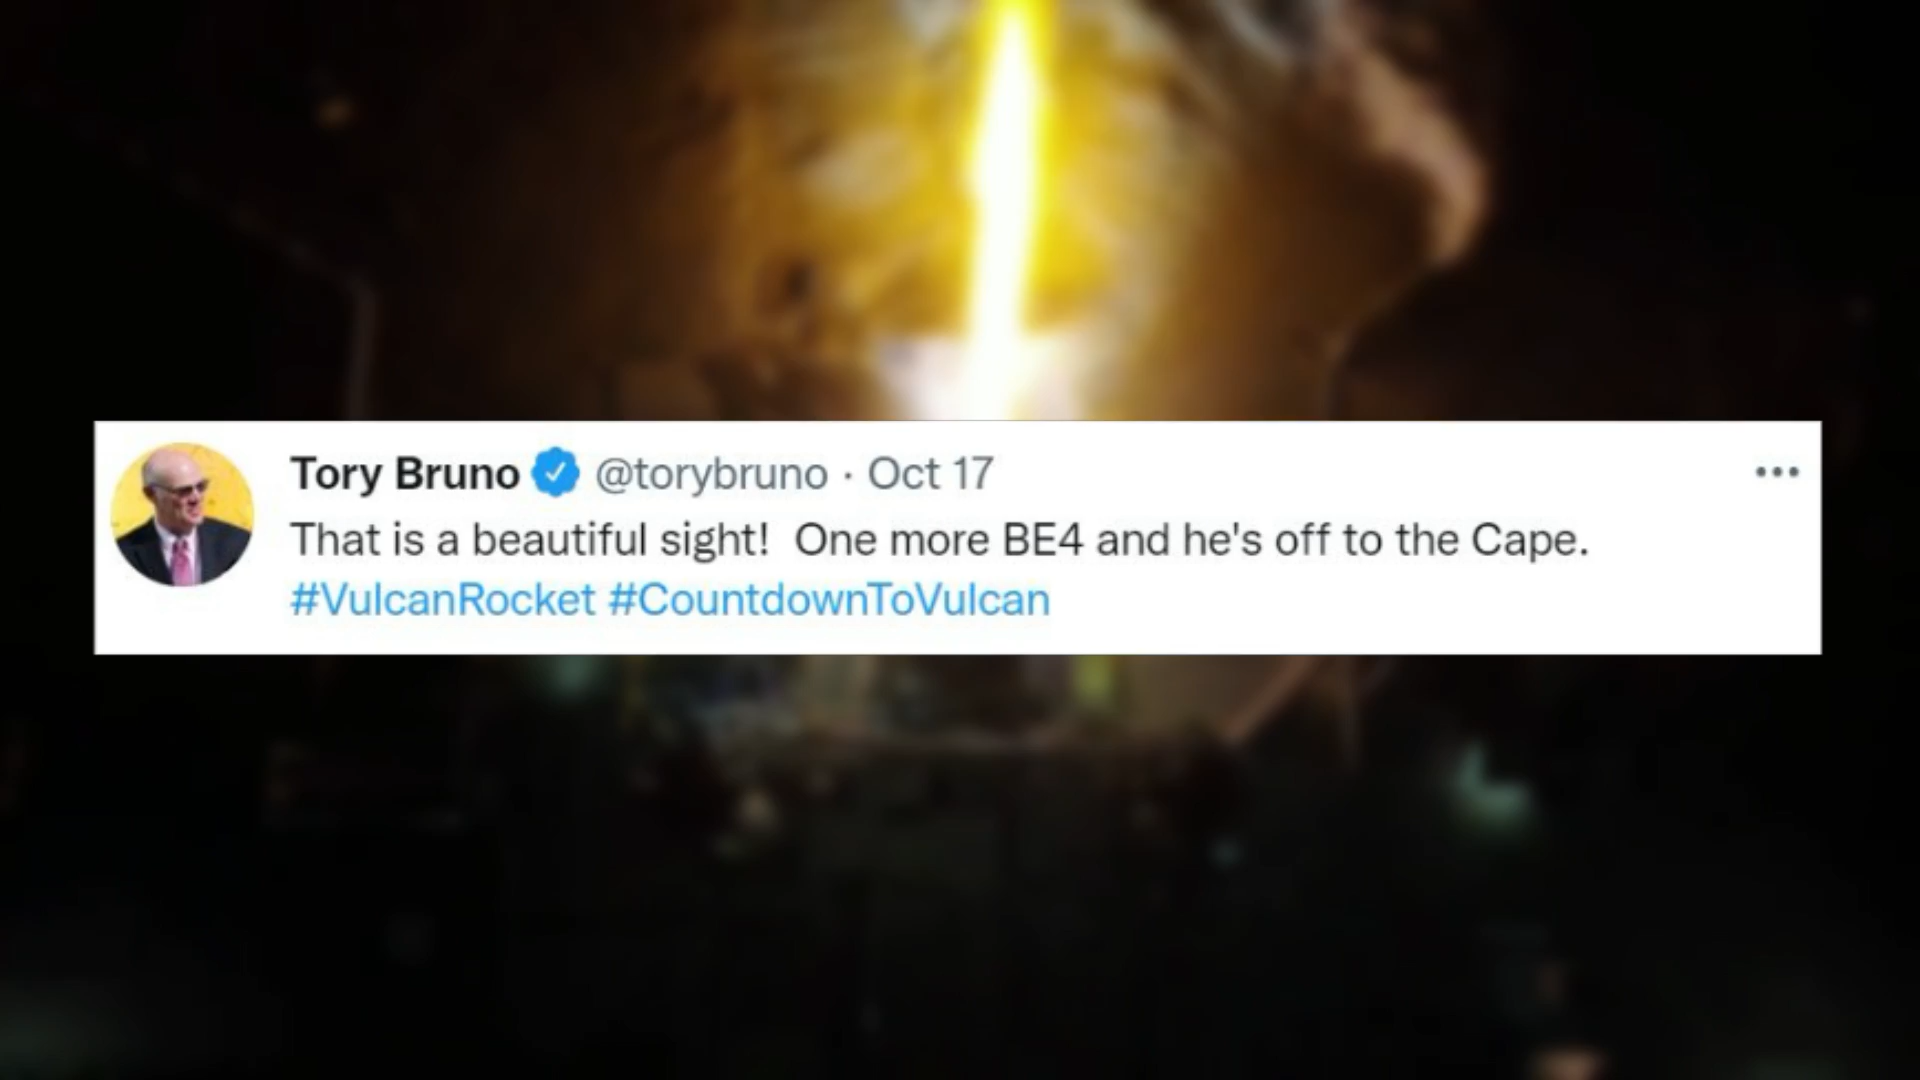 Tory Bruno @torybruno · Oct 17
That is a beautiful sight!  One more BE4 and he's off to the Cape.
#VulcanRocket #CountdownToVulcan